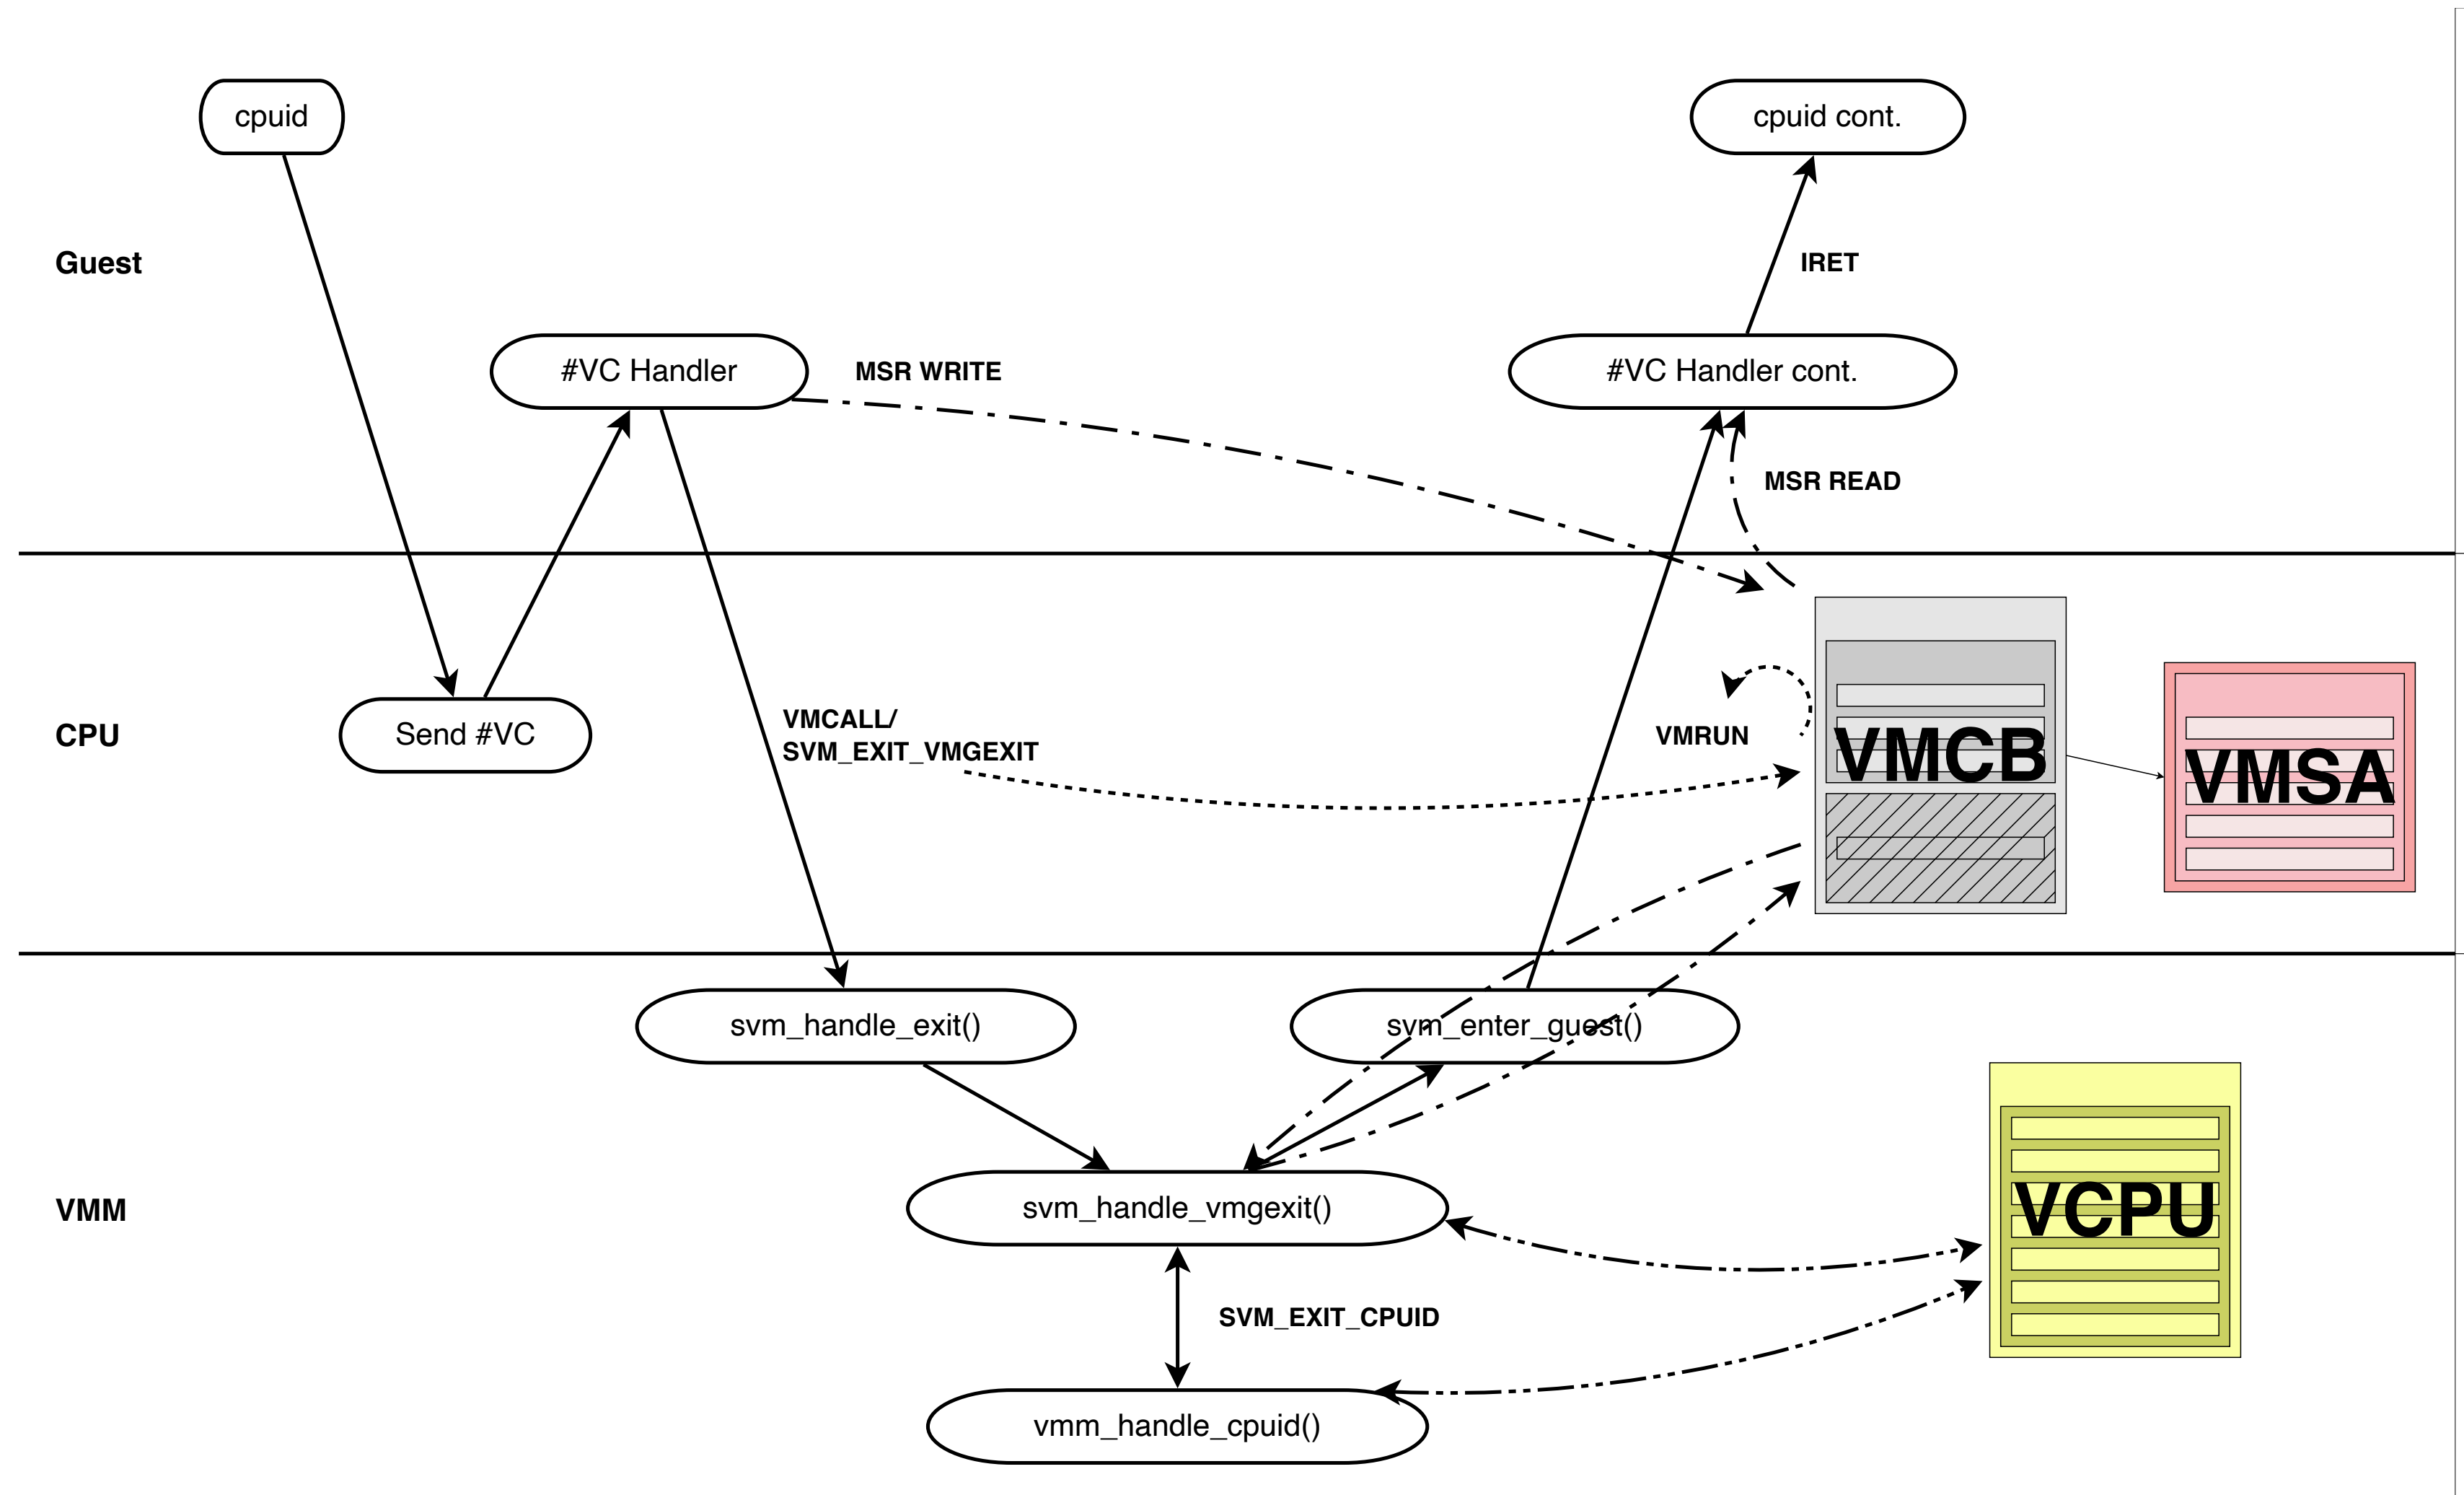 cpuid
cpuid cont.
Guest
IRET
#VC Handler
MSR WRITE
#VC Handler cont.
MSR READ
CPU
Send #VC
VMCALL/
SVM_EXIT_VMGEXIT
VMRUN
VMCB
VMSA
svm_handle_exit()
svm_enter_guest()
VMM
svm_handle_vmgexit()
VCPU
SVM_EXIT_CPUID
vmm_handle_cpuid()